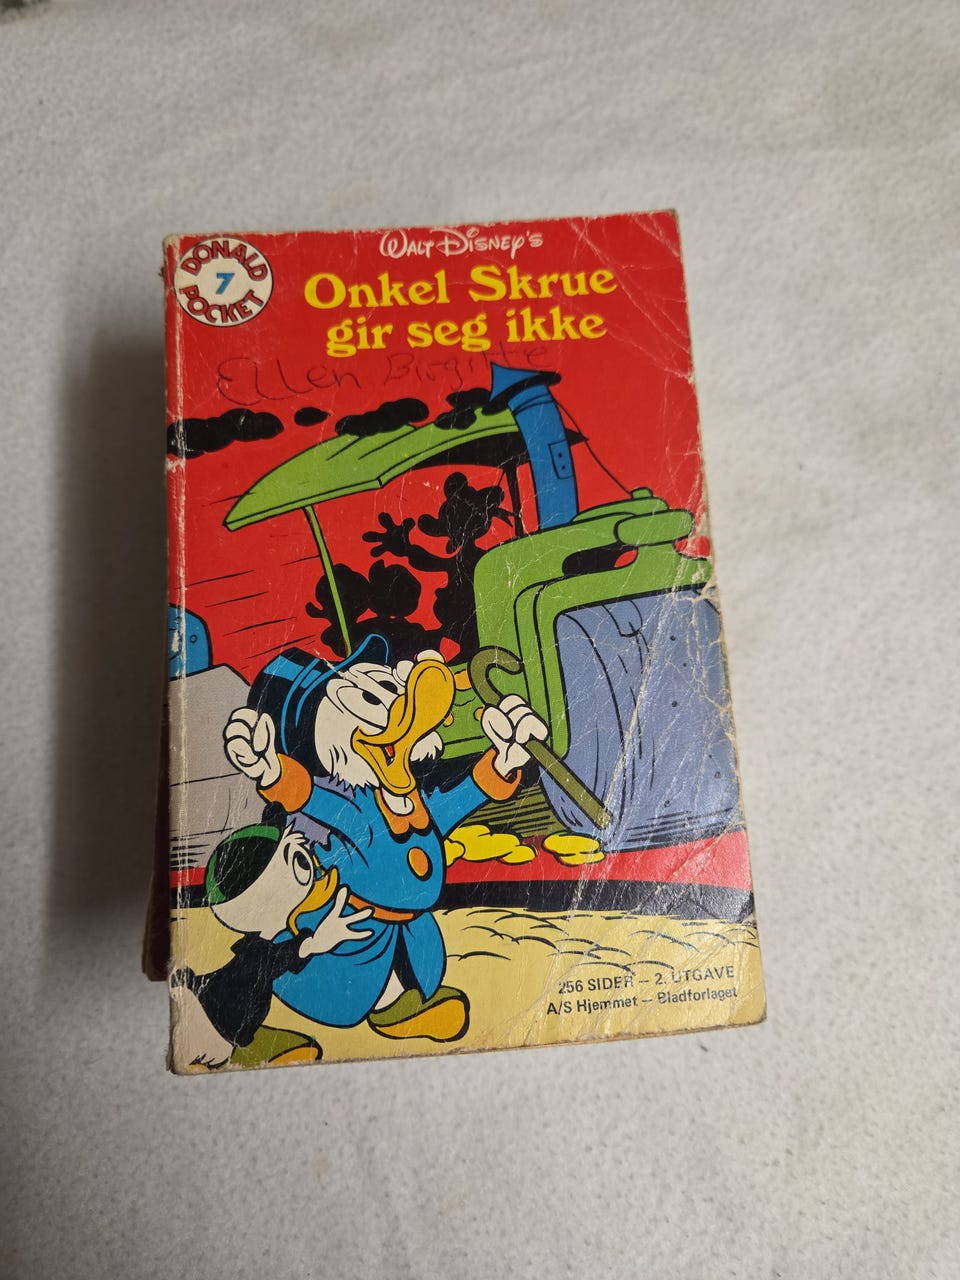 DONALD
7
POCKET
WALT DISNEY'S
Onkel Skrue
gir seg ikke
Ellen Birgitte
256 SIDER — 2. UTGAVE
A/S Hjemmet — Bladforlaget